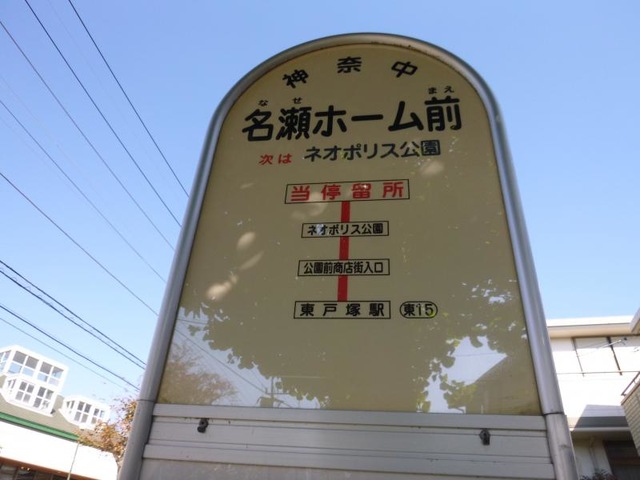 神奈中
なせ まえ
名瀬ホーム前
次は ネオポリス公園
当停留所
ネオポリス公園
公園前商店街入口
東戸塚駅 東15